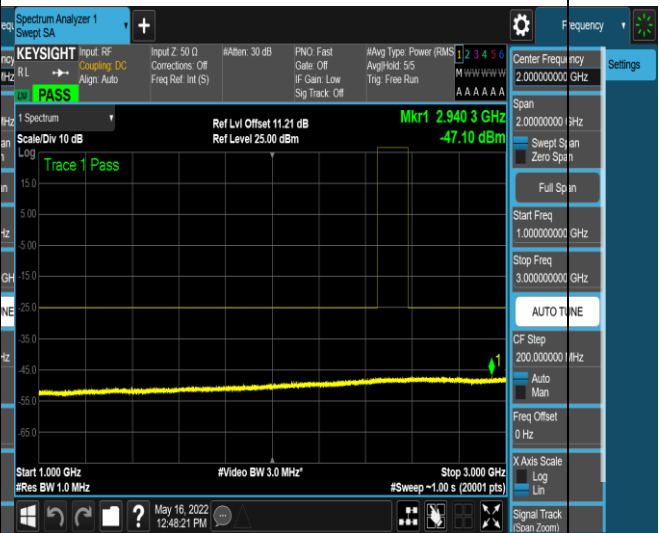 Spectrum Analyzer 1
Swept SA
Frequency
KEYSIGHT
RL
LXI
PASS
Input: RF
Coupling: DC
Align: Auto
Input Z: 50 Ω
Corrections: Off
Freq Ref: Int (S)
#Atten: 30 dB
PNO: Fast
Gate: Off
IF Gain: Low
Sig Track: Off
#Avg Type: Power (RMS
Avg|Hold: 5/5
Trig: Free Run
1 2 3 4 5 6
M W W W W W
A A A A A A
1 Spectrum
Scale/Div 10 dB
Log
Ref Lvl Offset 11.21 dB
Ref Level 25.00 dBm
Mkr1 2.940 3 GHz
-47.10 dBm
Trace 1 Pass
15.0
5.00
-5.00
-15.0
-25.0
-35.0
-45.0
-55.0
-65.0
1
Start 1.000 GHz
#Res BW 1.0 MHz
#Video BW 3.0 MHz*
Stop 3.000 GHz
#Sweep ~1.00 s (20001 pts)
May 16, 2022
12:48:21 PM
?
Center Frequency
2.000000000 GHz
Settings
Span
2.00000000 GHz
Swept Span
Zero Span
Full Span
Start Freq
1.000000000 GHz
Stop Freq
3.000000000 GHz
AUTO TUNE
CF Step
200.000000 MHz
Auto
Man
Freq Offset
0 Hz
X Axis Scale
Log
Lin
Signal Track
(Span Zoom)